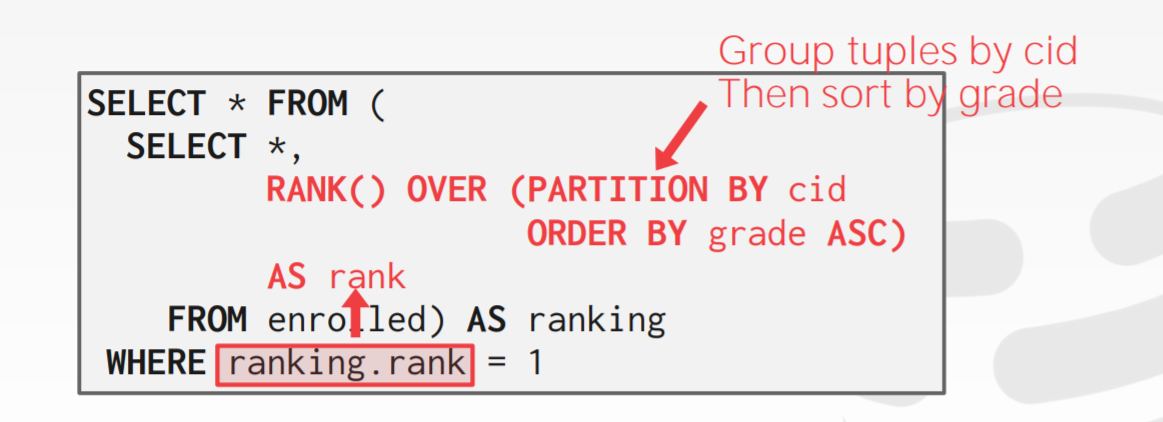 Group tuples by cid
Then sort by grade
SELECT * FROM (
SELECT *,
RANK() OVER (PARTITION BY cid
ORDER BY grade ASC)
AS rank
FROM enrolled) AS ranking
WHERE ranking.rank = 1